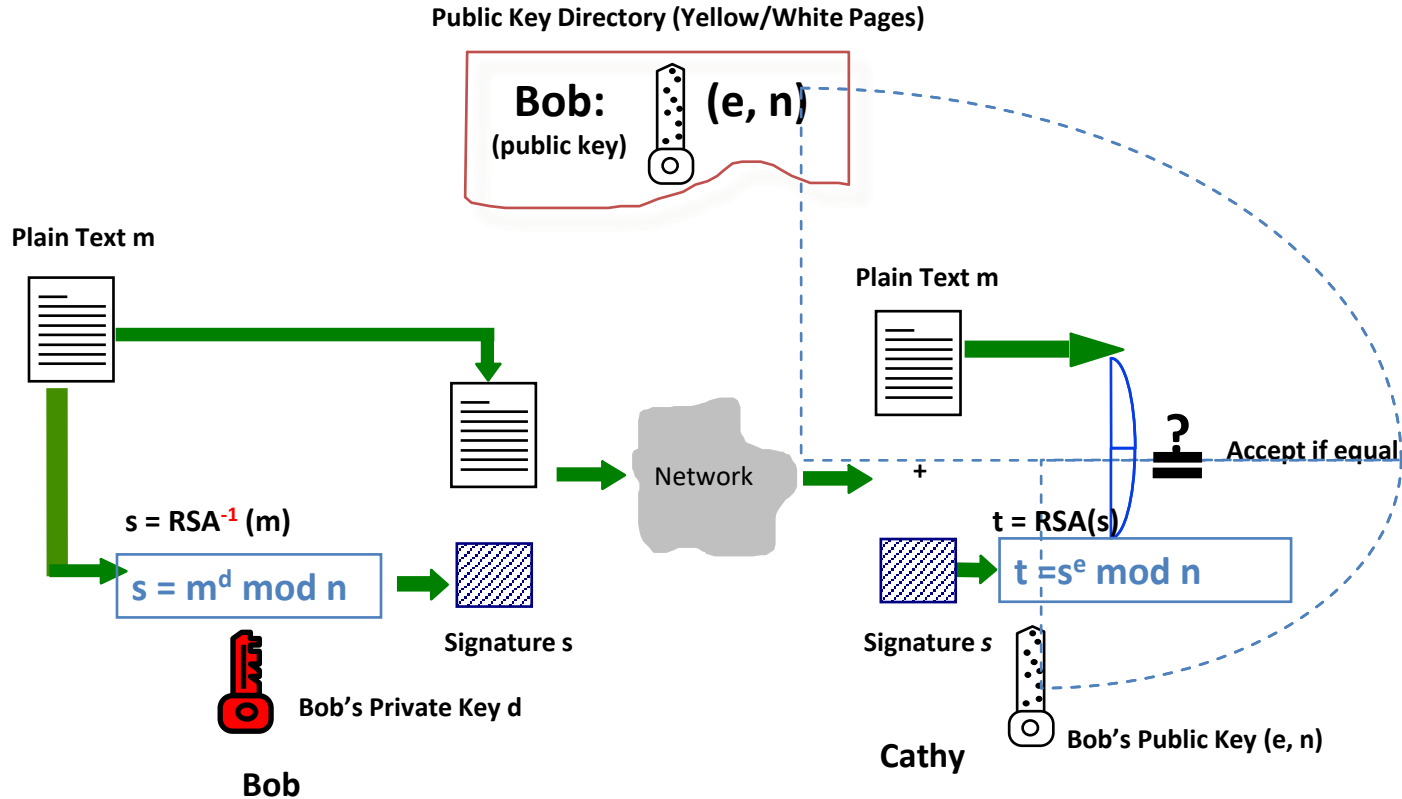 Public Key Directory (Yellow/White Pages)
Bob:
(public key)
(e, n)
Plain Text m
Plain Text m
Network
+
?
=
Accept if equal
s = RSA⁻¹ (m)
t = RSA(s)
s = mᵈ mod n
t =sᵉ mod n
Signature s
Signature s
Bob’s Private Key d
Bob’s Public Key (e, n)
Cathy
Bob